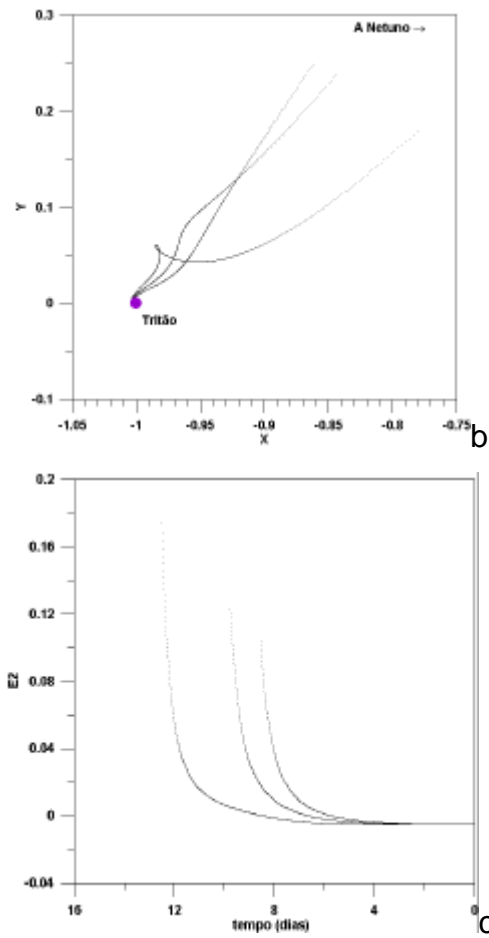 0.3
A Netuno →
0.2
Y
0.1
0
Tritão
-0.1
-1.05 -1 -0.95 -0.9 -0.85 -0.8 -0.75
X
b
0.2
0.16
0.12
E2
0.08
0.04
0
-0.04
16 12 8 4 0
tempo (dias)
c